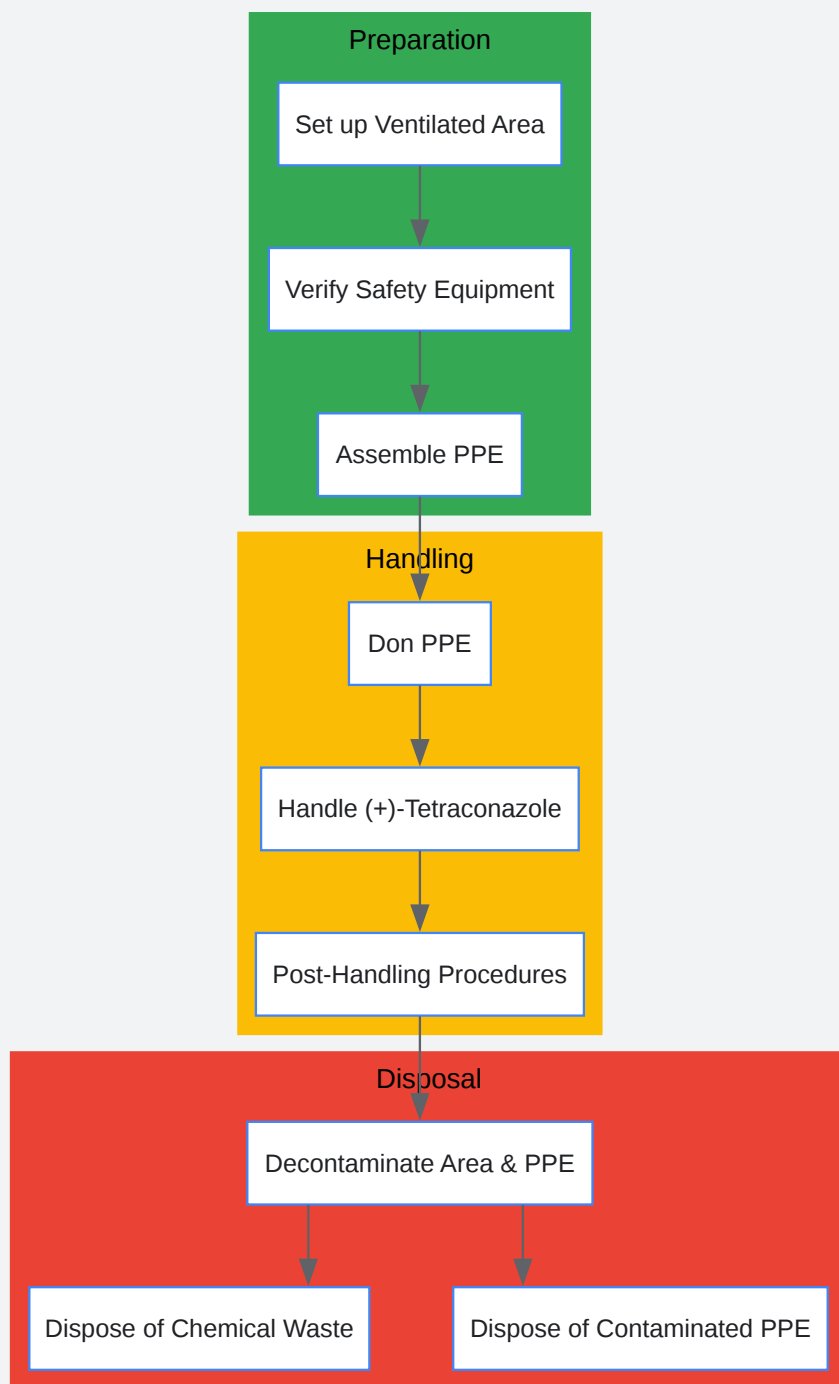 Preparation
Set up Ventilated Area
Verify Safety Equipment
Assemble PPE
Handling
Don PPE
Handle (+)-Tetraconazole
Post-Handling Procedures
Disposal
Decontaminate Area & PPE
Dispose of Chemical Waste
Dispose of Contaminated PPE